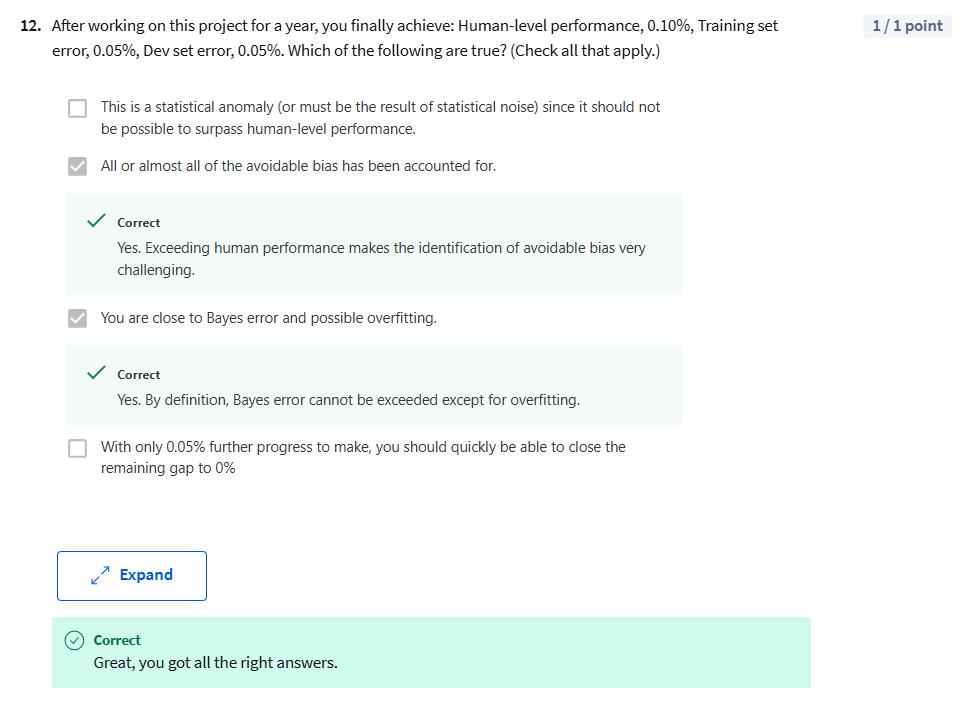 12. After working on this project for a year, you finally achieve: Human-level performance, 0.10%, Training set 1 / 1 point
error, 0.05%, Dev set error, 0.05%. Which of the following are true? (Check all that apply.)
This is a statistical anomaly (or must be the result of statistical noise) since it should not
be possible to surpass human-level performance.
All or almost all of the avoidable bias has been accounted for.
Correct
Yes. Exceeding human performance makes the identification of avoidable bias very
challenging.
You are close to Bayes error and possible overfitting.
Correct
Yes. By definition, Bayes error cannot be exceeded except for overfitting.
With only 0.05% further progress to make, you should quickly be able to close the
remaining gap to 0%
Expand
Correct
Great, you got all the right answers.